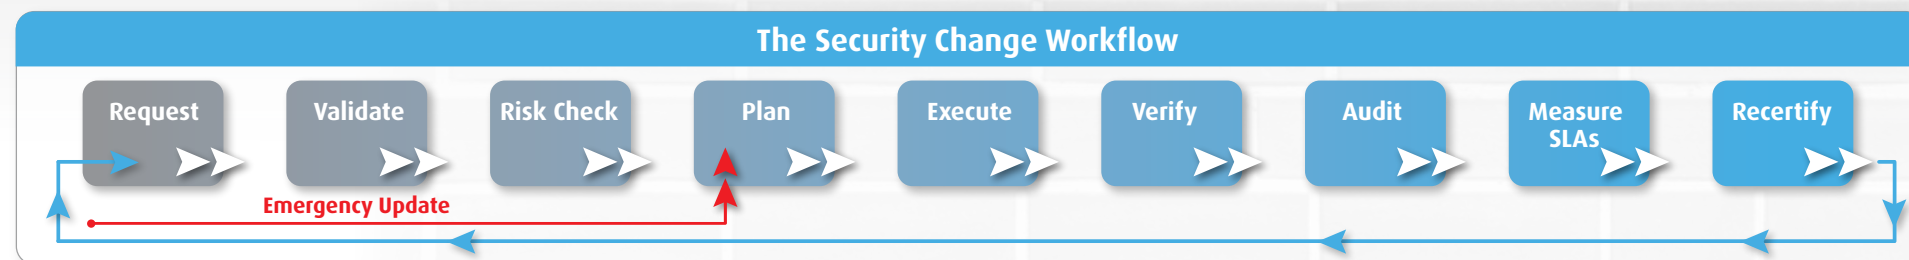 The Security Change Workflow
Request
Validate
Risk Check
Plan
Execute
Verify
Audit
Measure
SLAs
Recertify
Emergency Update